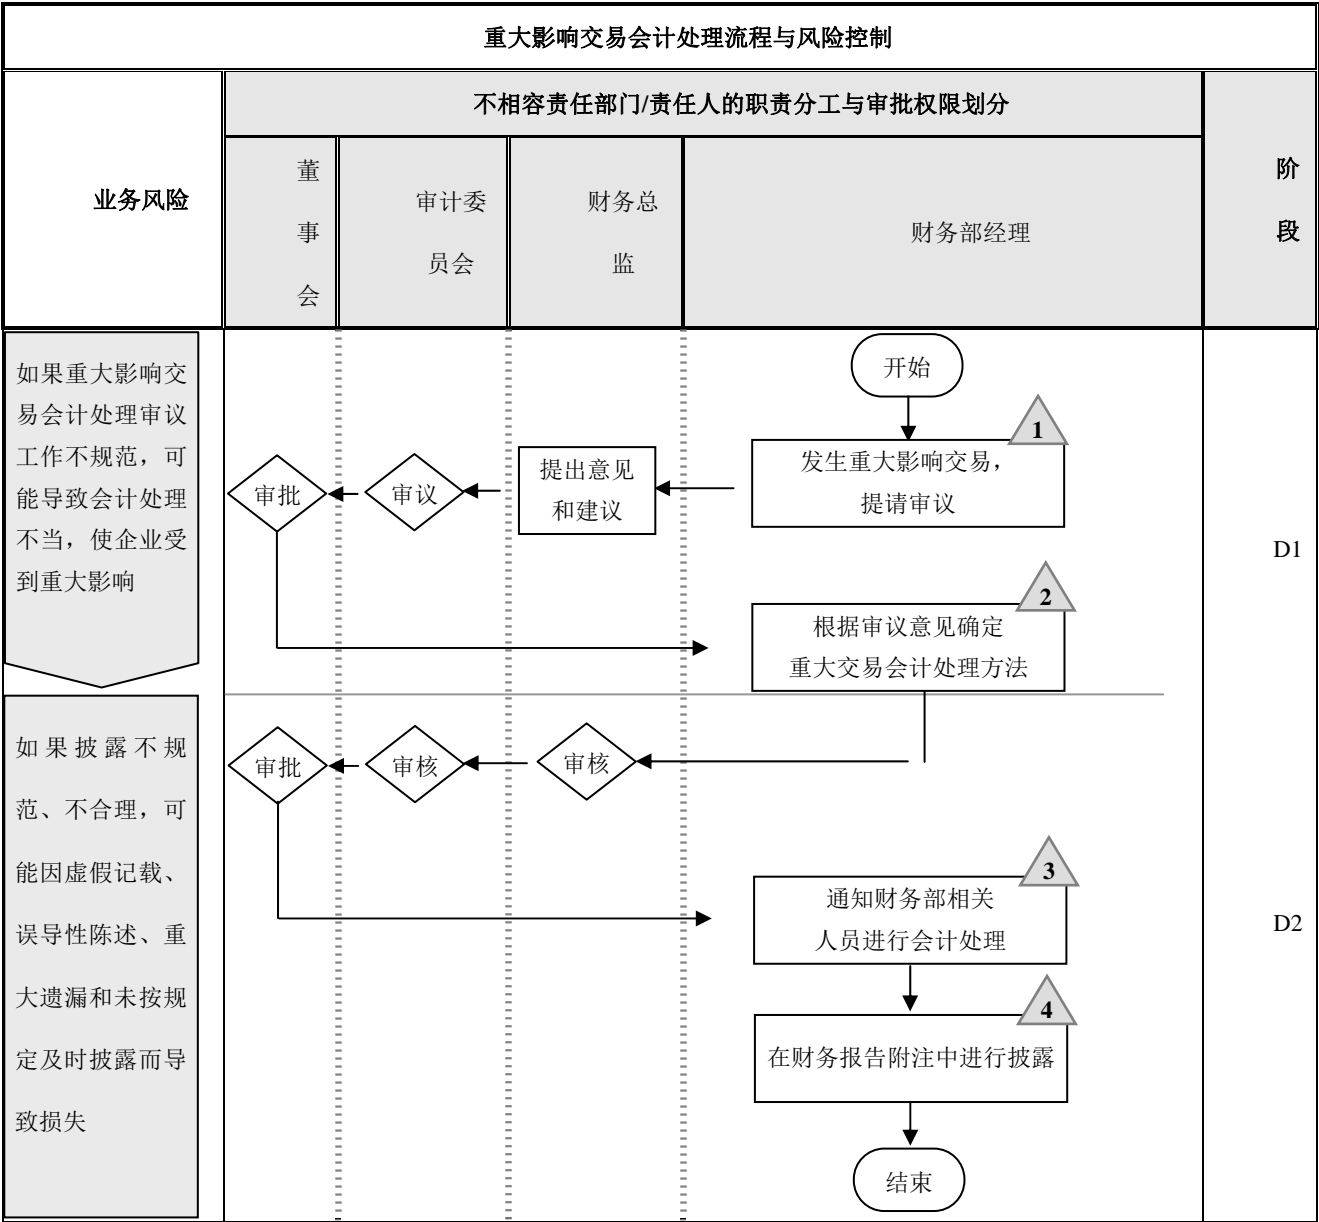 重大影响交易会计处理流程与风险控制
业务风险
不相容责任部门/责任人的职责分工与审批权限划分
阶
段
董
事
会
审计委
员会
财务总
监
财务部经理
如果重大影响交
易会计处理审议
工作不规范，可
能导致会计处理
不当，使企业受
到重大影响
开始
1
发生重大影响交易，
提请审议
提出意见
和建议
审议
审批
2
根据审议意见确定
重大交易会计处理方法
D1
如果披露不规
范、不合理，可
能因虚假记载、
误导性陈述、重
大遗漏和未按规
定及时披露而导
致损失
审批
审核
审核
3
通知财务部相关
人员进行会计处理
4
在财务报告附注中进行披露
结束
D2